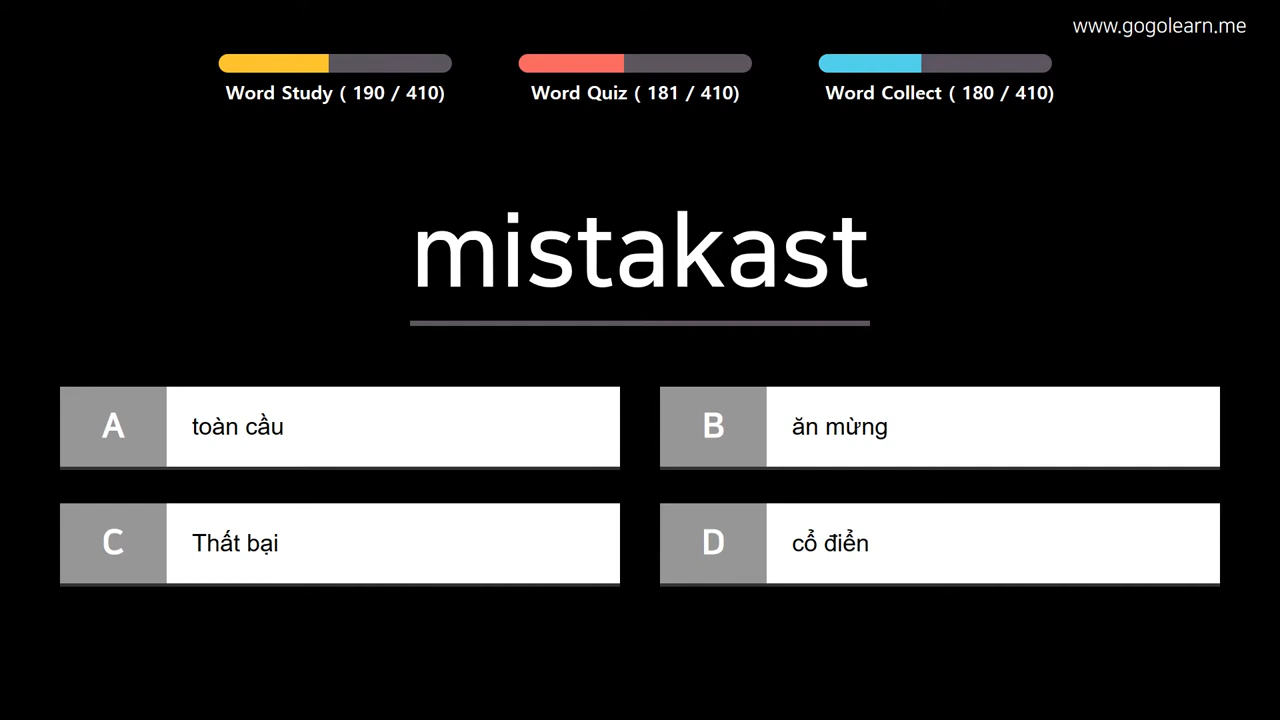 www.gogolearn.me
Word Study ( 190 / 410)
Word Quiz ( 181 / 410)
Word Collect ( 180 / 410)
mistakast
A toàn cầu
B ăn mừng
C Thất bại
D cổ điển